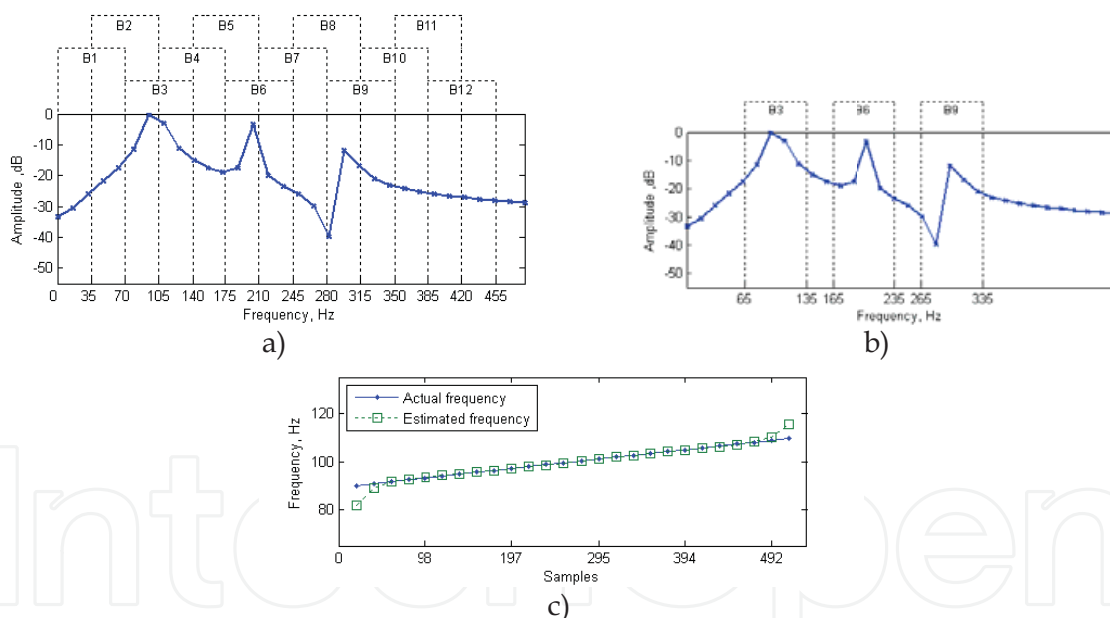 B2 B5 B8 B11
B1 B4 B7 B10
B3 B6 B9 B12
0
-10
-20
-30
-40
-50
Amplitude ,dB
0 35 70 105 140 175 210 245 280 315 350 385 420 455
Frequency, Hz
a)
B3 B6 B9
0
-10
-20
-30
-40
-50
Amplitude ,dB
65 135 165 235 265 335
Frequency, Hz
b)
Actual frequency
Estimated frequency
120
100
80
Frequency, Hz
0 98 197 295 394 492
Samples
c)
Intechopen